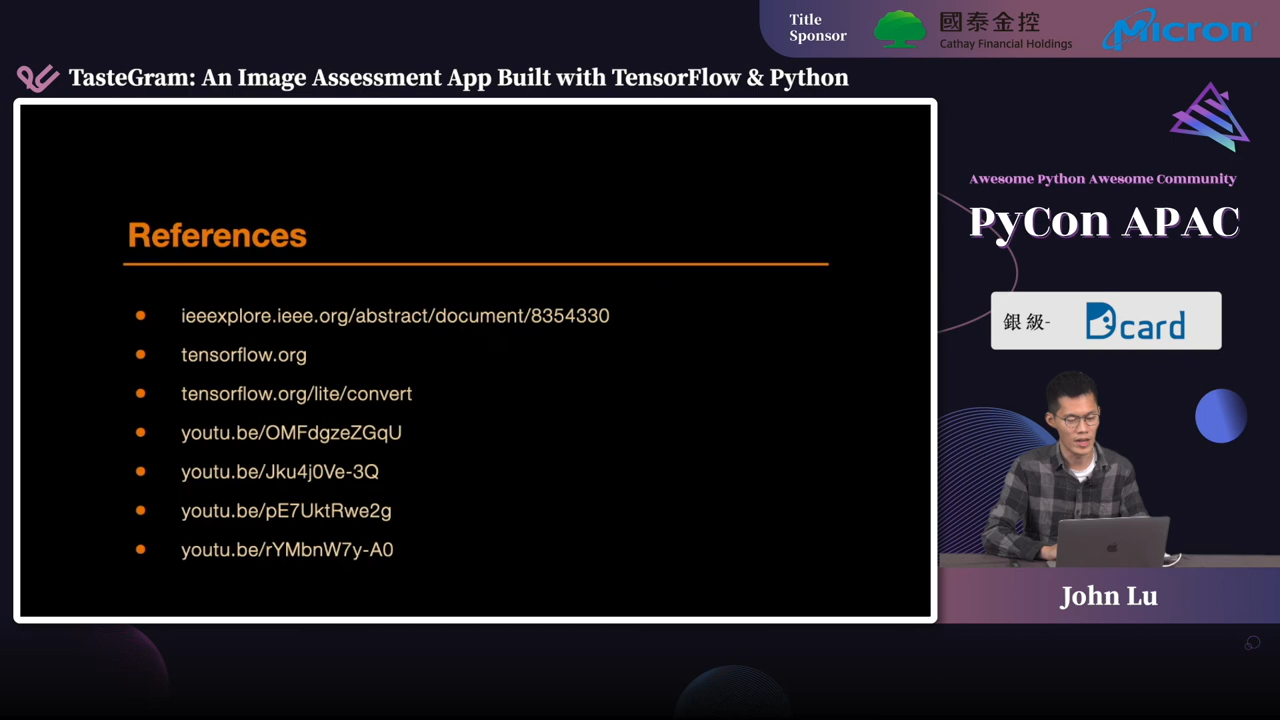 Title
Sponsor
國泰金控
Cathay Financial Holdings
Micron
TasteGram: An Image Assessment App Built with TensorFlow & Python
References
ieeexplore.ieee.org/abstract/document/8354330
tensorflow.org
tensorflow.org/lite/convert
youtu.be/OMFdgzeZGqU
youtu.be/Jku4j0Ve-3Q
youtu.be/pE7UktRwe2g
youtu.be/rYMbnW7y-A0
Awesome Python Awesome Community
PyCon APAC
銀級-
Dcard
John Lu